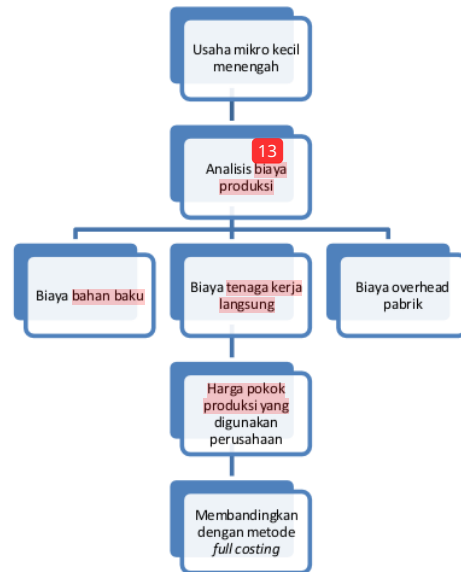 Usaha mikro kecil
menengah
13
Analisis biaya
produksi
Biaya bahan baku
Biaya tenaga kerja
langsung
Biaya overhead
pabrik
Harga pokok
produksi yang
digunakan
perusahaan
Membandingkan
dengan metode
full costing